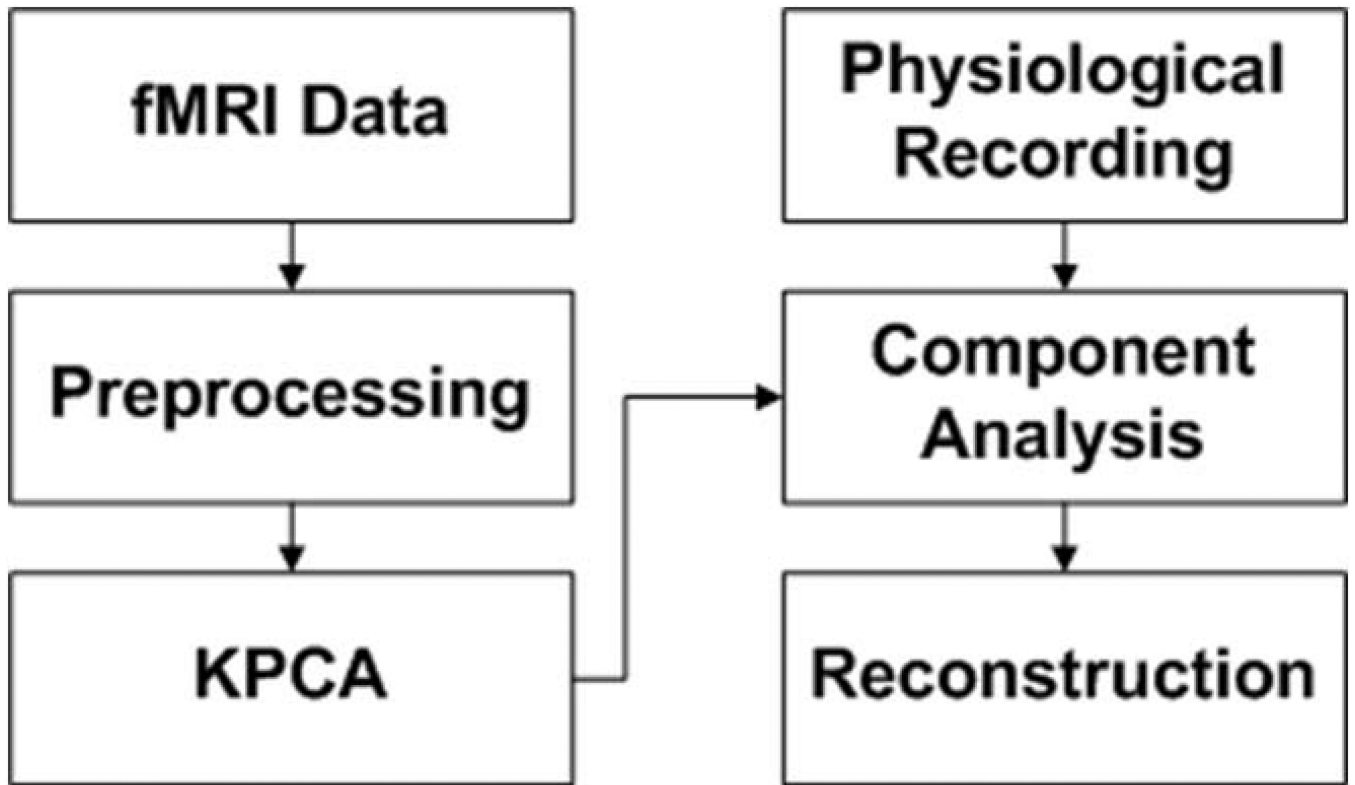 fMRI Data
Preprocessing
KPCA
Physiological
Recording
Component
Analysis
Reconstruction